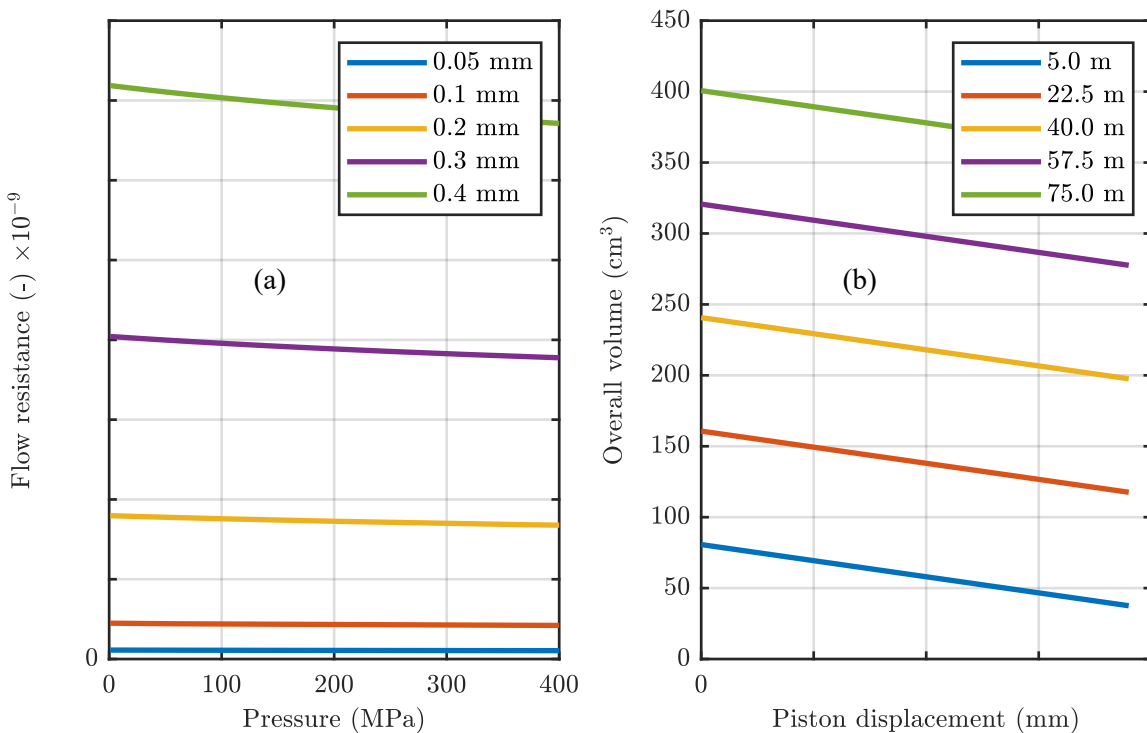 Flow resistance (-) ×10⁻⁹
0.05 mm
0.1 mm
0.2 mm
0.3 mm
0.4 mm
(a)
0
0
100
200
300
400
Pressure (MPa)
Overall volume (cm³)
450
400
350
300
250
200
150
100
50
0
5.0 m
22.5 m
40.0 m
57.5 m
75.0 m
(b)
0
Piston displacement (mm)